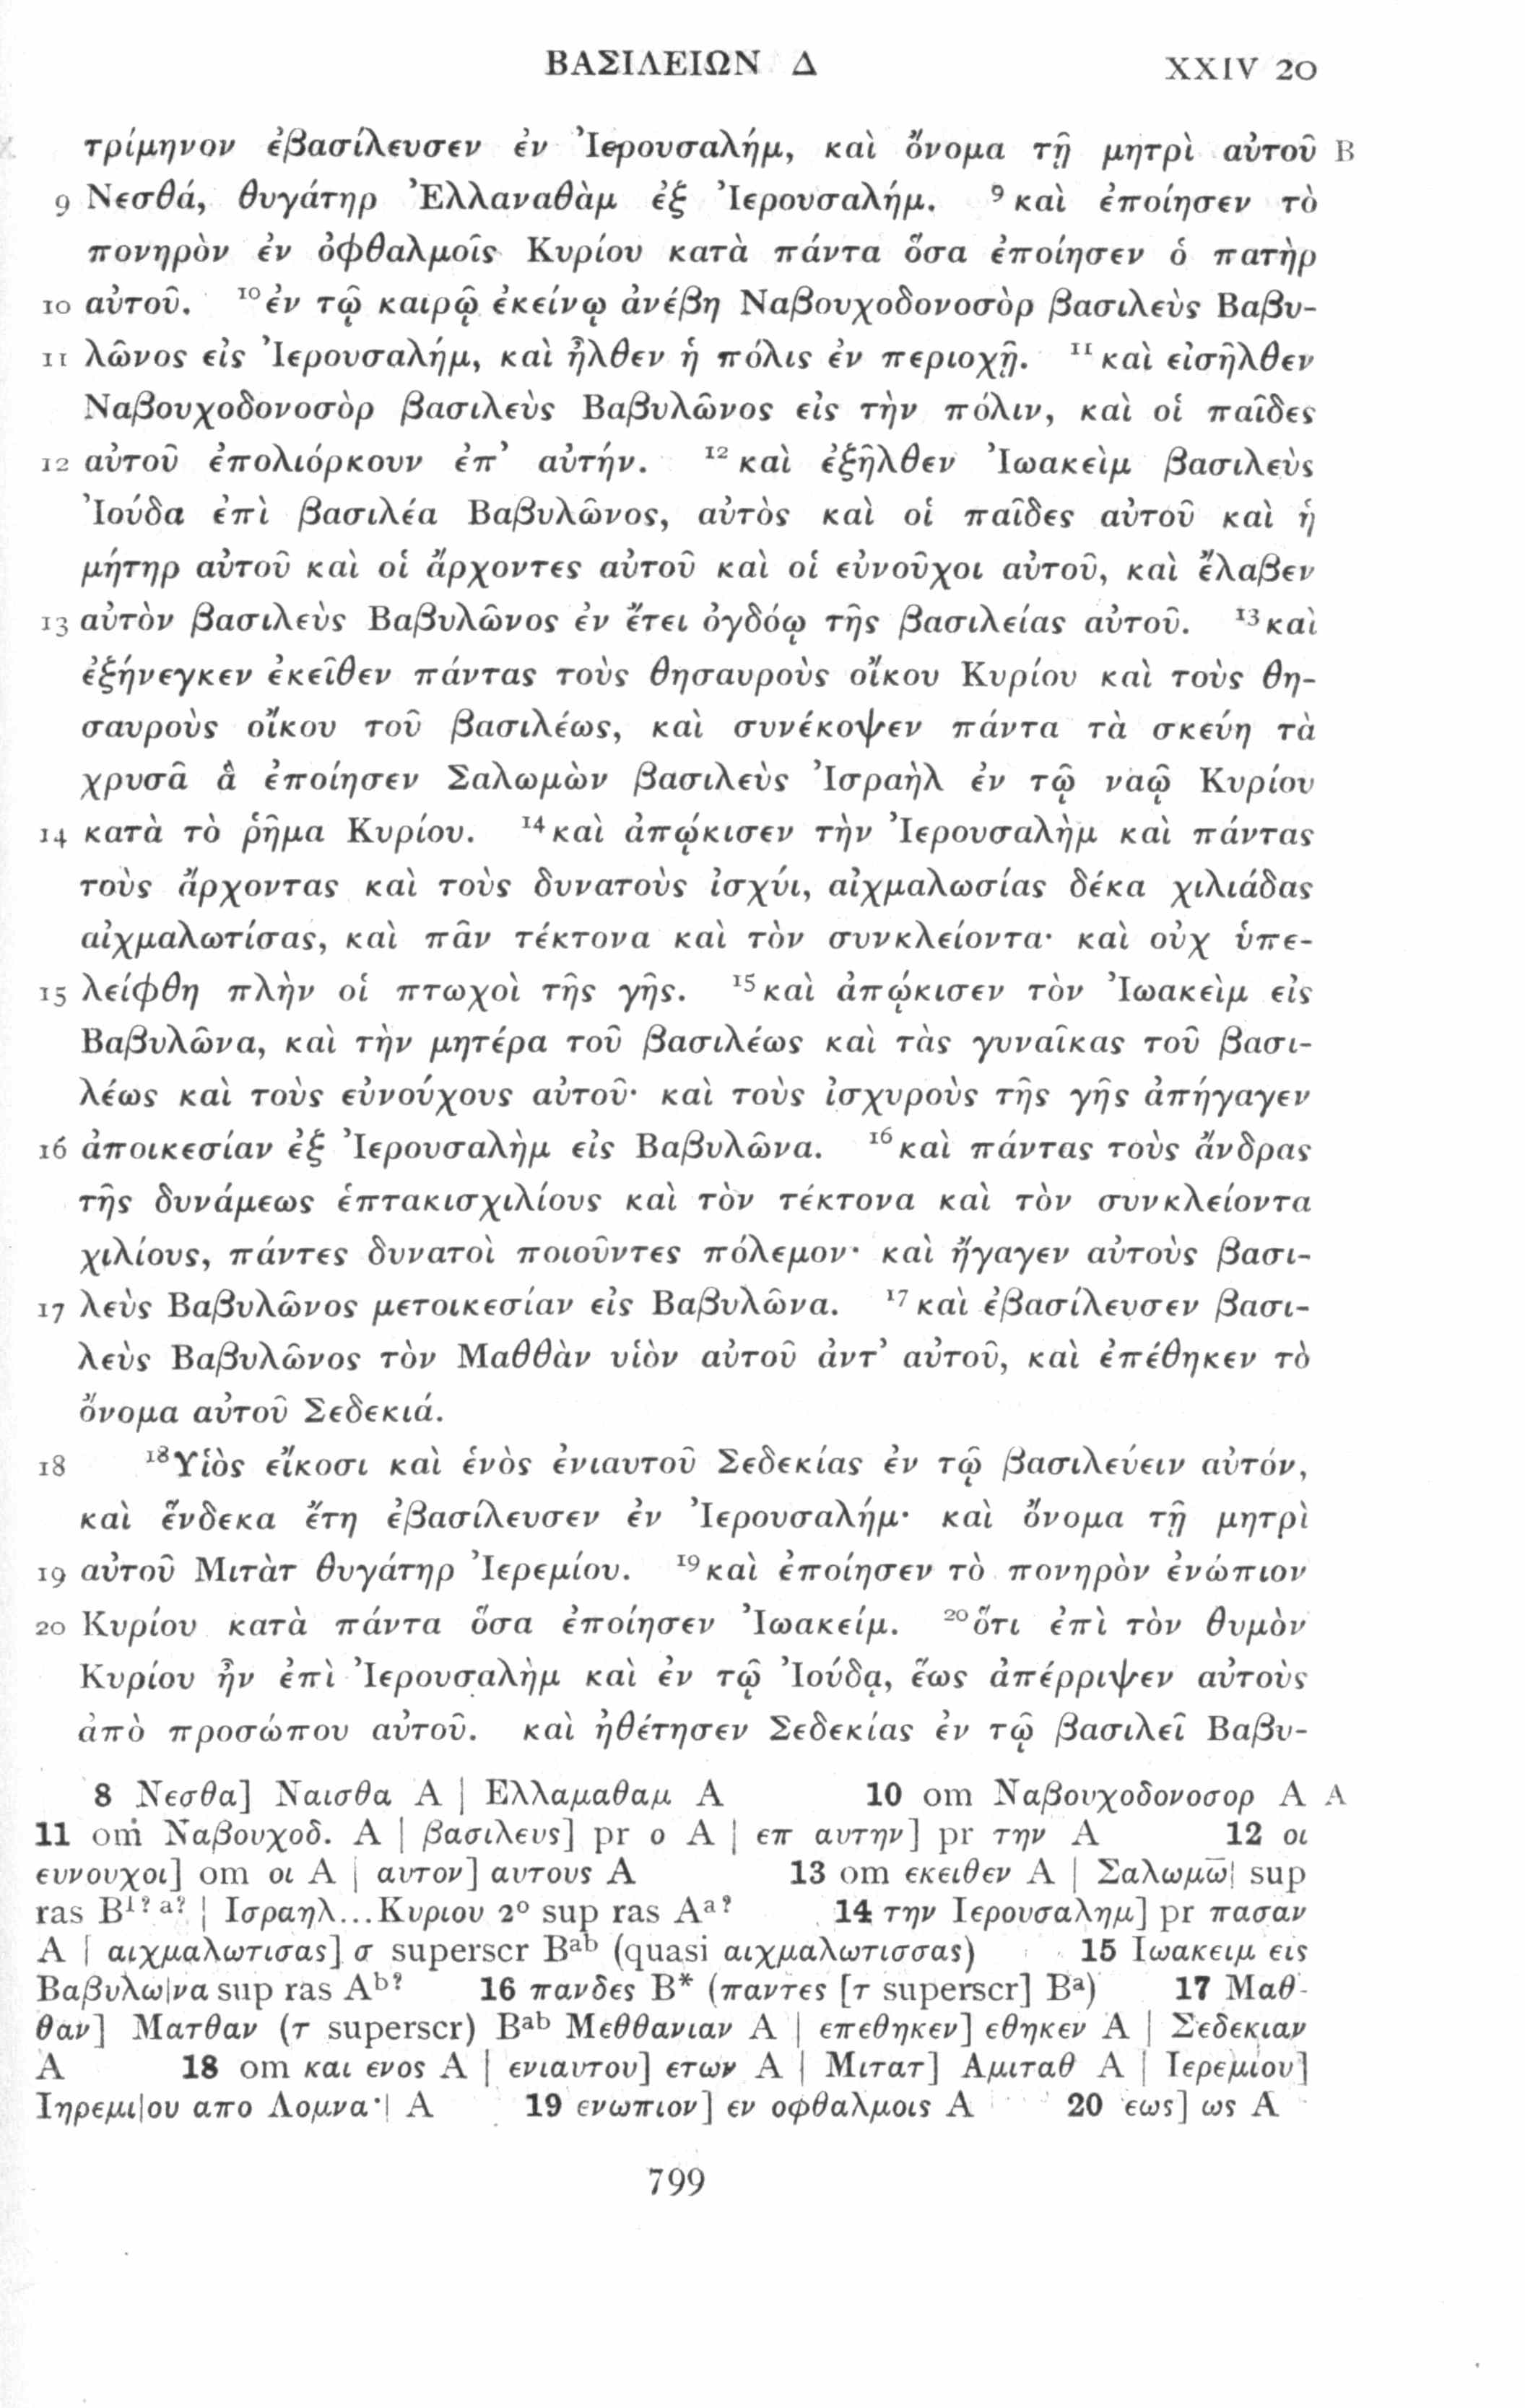 ΒΑΣΙΛΕΙΩΝ Δ XXIV 20
τρίμηνον ἐβασίλευσεν ἐν Ἰερουσαλήμ, καὶ ὄνομα τῇ μητρὶ αὐτοῦ B
9 Νεσθά, θυγάτηρ Ἐλλαναθὰμ ἐξ Ἰερουσαλήμ. ⁹καὶ ἐποίησεν τὸ
πονηρὸν ἐν ὀφθαλμοῖς Κυρίου κατὰ πάντα ὅσα ἐποίησεν ὁ πατὴρ
10 αὐτοῦ. ¹⁰ἐν τῷ καιρῷ ἐκείνῳ ἀνέβη Ναβουχοδονοσὸρ βασιλεὺς Βαβυ-
11 λῶνος εἰς Ἰερουσαλήμ, καὶ ἦλθεν ἡ πόλις ἐν περιοχῇ. ¹¹καὶ εἰσῆλθεν
Ναβουχοδονοσὸρ βασιλεὺς Βαβυλῶνος εἰς τὴν πόλιν, καὶ οἱ παῖδες
12 αὐτοῦ ἐπολιόρκουν ἐπ' αὐτήν. ¹²καὶ ἐξῆλθεν Ἰωακεὶμ βασιλεὺς
Ἰούδα ἐπὶ βασιλέα Βαβυλῶνος, αὐτὸς καὶ οἱ παῖδες αὐτοῦ καὶ ἡ
μήτηρ αὐτοῦ καὶ οἱ ἄρχοντες αὐτοῦ καὶ οἱ εὐνοῦχοι αὐτοῦ, καὶ ἔλαβεν
13 αὐτὸν βασιλεὺς Βαβυλῶνος ἐν ἔτει ὀγδόῳ τῆς βασιλείας αὐτοῦ. ¹³καὶ
ἐξήνεγκεν ἐκεῖθεν πάντας τοὺς θησαυροὺς οἴκου Κυρίου καὶ τοὺς θη-
σαυροὺς οἴκου τοῦ βασιλέως, καὶ συνέκοψεν πάντα τὰ σκεύη τὰ
χρυσᾶ ἃ ἐποίησεν Σαλωμὼν βασιλεὺς Ἰσραὴλ ἐν τῷ ναῷ Κυρίου
14 κατὰ τὸ ῥῆμα Κυρίου. ¹⁴καὶ ἀπῴκισεν τὴν Ἰερουσαλὴμ καὶ πάντας
τοὺς ἄρχοντας καὶ τοὺς δυνατοὺς ἰσχύι, αἰχμαλωσίας δέκα χιλιάδας
αἰχμαλωτίσας, καὶ πᾶν τέκτονα καὶ τὸν συνκλείοντα· καὶ οὐχ ὑπε-
15 λείφθη πλὴν οἱ πτωχοὶ τῆς γῆς. ¹⁵καὶ ἀπῴκισεν τὸν Ἰωακεὶμ εἰς
Βαβυλῶνα, καὶ τὴν μητέρα τοῦ βασιλέως καὶ τὰς γυναῖκας τοῦ βασι-
λέως καὶ τοὺς εὐνούχους αὐτοῦ· καὶ τοὺς ἰσχυροὺς τῆς γῆς ἀπήγαγεν
16 ἀποικεσίαν ἐξ Ἰερουσαλὴμ εἰς Βαβυλῶνα. ¹⁶καὶ πάντας τοὺς ἄνδρας
τῆς δυνάμεως ἑπτακισχιλίους καὶ τὸν τέκτονα καὶ τὸν συνκλείοντα
χιλίους, πάντες δυνατοὶ ποιοῦντες πόλεμον· καὶ ἤγαγεν αὐτοὺς βασι-
17 λεὺς Βαβυλῶνος μετοικεσίαν εἰς Βαβυλῶνα. ¹⁷καὶ ἐβασίλευσεν βασι-
λεὺς Βαβυλῶνος τὸν Μαθθὰν υἱὸν αὐτοῦ ἀντ' αὐτοῦ, καὶ ἐπέθηκεν τὸ
ὄνομα αὐτοῦ Σεδεκιά.
18 ¹⁸Υἱὸς εἴκοσι καὶ ἑνὸς ἐνιαυτοῦ Σεδεκίας ἐν τῷ βασιλεύειν αὐτόν,
καὶ ἕνδεκα ἔτη ἐβασίλευσεν ἐν Ἰερουσαλήμ· καὶ ὄνομα τῇ μητρὶ
19 αὐτοῦ Μιτὰτ θυγάτηρ Ἰερεμίου. ¹⁹καὶ ἐποίησεν τὸ πονηρὸν ἐνώπιον
20 Κυρίου κατὰ πάντα ὅσα ἐποίησεν Ἰωακείμ. ²⁰ὅτι ἐπὶ τὸν θυμὸν
Κυρίου ἦν ἐπὶ Ἰερουσαλὴμ καὶ ἐν τῷ Ἰούδᾳ, ἕως ἀπέρριψεν αὐτοὺς
ἀπὸ προσώπου αὐτοῦ. καὶ ἠθέτησεν Σεδεκίας ἐν τῷ βασιλεῖ Βαβυ-
8 Νεσθα] Ναισθα A | Ελλαμαθαμ A 10 om Ναβουχοδονοσορ A A
11 om Ναβουχοδ. A | βασιλευς] pr ο A | επ αυτην] pr την A 12 οι
ευνουχοι] om οι A | αυτον] αυτους A 13 om εκειθεν A | Σαλωμω̄| sup
ras B¹ˀ ᵃˀ | Ισραηλ...Κυριου 2° sup ras Aᵃˀ 14 την Ιερουσαλημ] pr πασαν
A | αιχμαλωτισας] σ superscr Bᵃᵇ (quasi αιχμαλωτισσας) 15 Ιωακειμ εις
Βαβυλω|να sup ras Aᵇˀ 16 πανδες B* (παντες [τ superscr] Bᵃ) 17 Μαθ-
θαν] Ματθαν (τ superscr) Bᵃᵇ Μεθθανιαν A | επεθηκεν] εθηκεν A | Σεδεκιαν
A 18 om και ενος A | ενιαυτου] ετων A | Μιτατ] Αμιταθ A | Ιερεμιου]
Ιηρεμι|ου απο Λομνα·| A 19 ενωπιον] εν οφθαλμοις A 20 εως] ως A
799